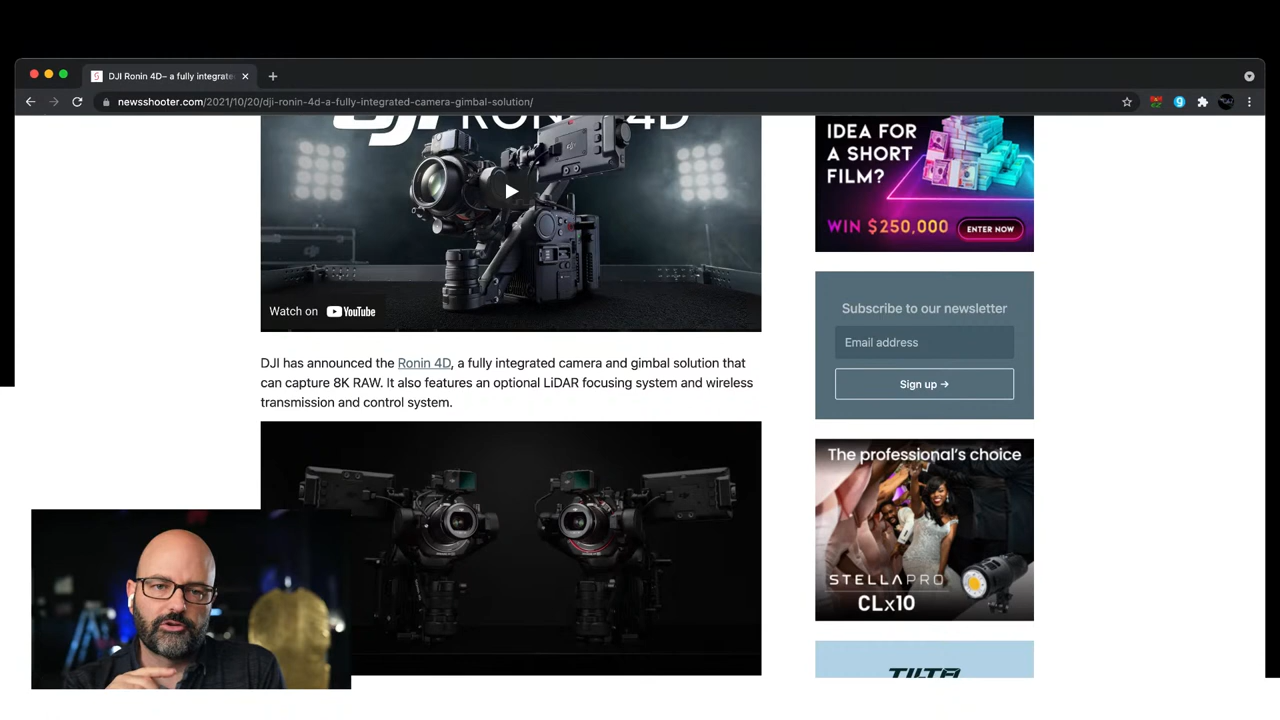 DJI Ronin 4D– a fully integrate
newsshooter.com/2021/10/20/dji-ronin-4d-a-fully-integrated-camera-gimbal-solution/
DJI RONIN 4D
Watch on YouTube
DJI has announced the Ronin 4D, a fully integrated camera and gimbal solution that
can capture 8K RAW. It also features an optional LiDAR focusing system and wireless
transmission and control system.
IDEA FOR
A SHORT
FILM?
WIN $250,000
ENTER NOW
Subscribe to our newsletter
Email address
Sign up →
The professional's choice
STELLAPRO
CLx10
TILTA